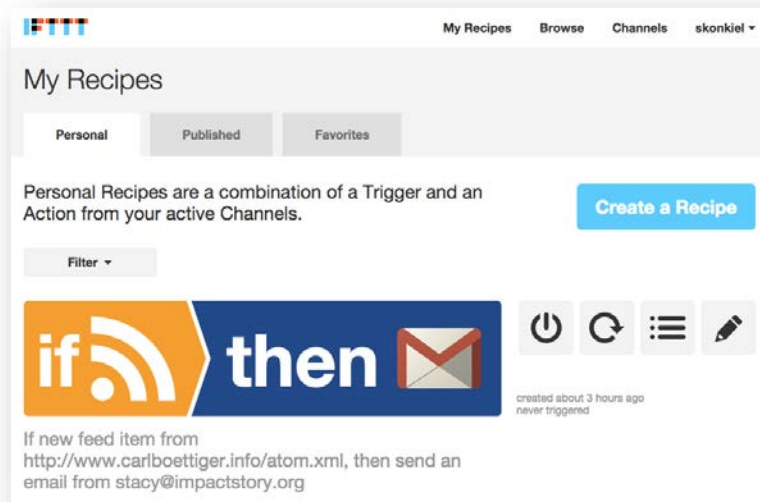 IFTTT
My Recipes Browse Channels skonkiel
My Recipes
Personal Published Favorites
Personal Recipes are a combination of a Trigger and an
Action from your active Channels.
Create a Recipe
Filter
if then
created about 3 hours ago
never triggered
If new feed item from
http://www.carlboettiger.info/atom.xml, then send an
email from stacy@impactstory.org